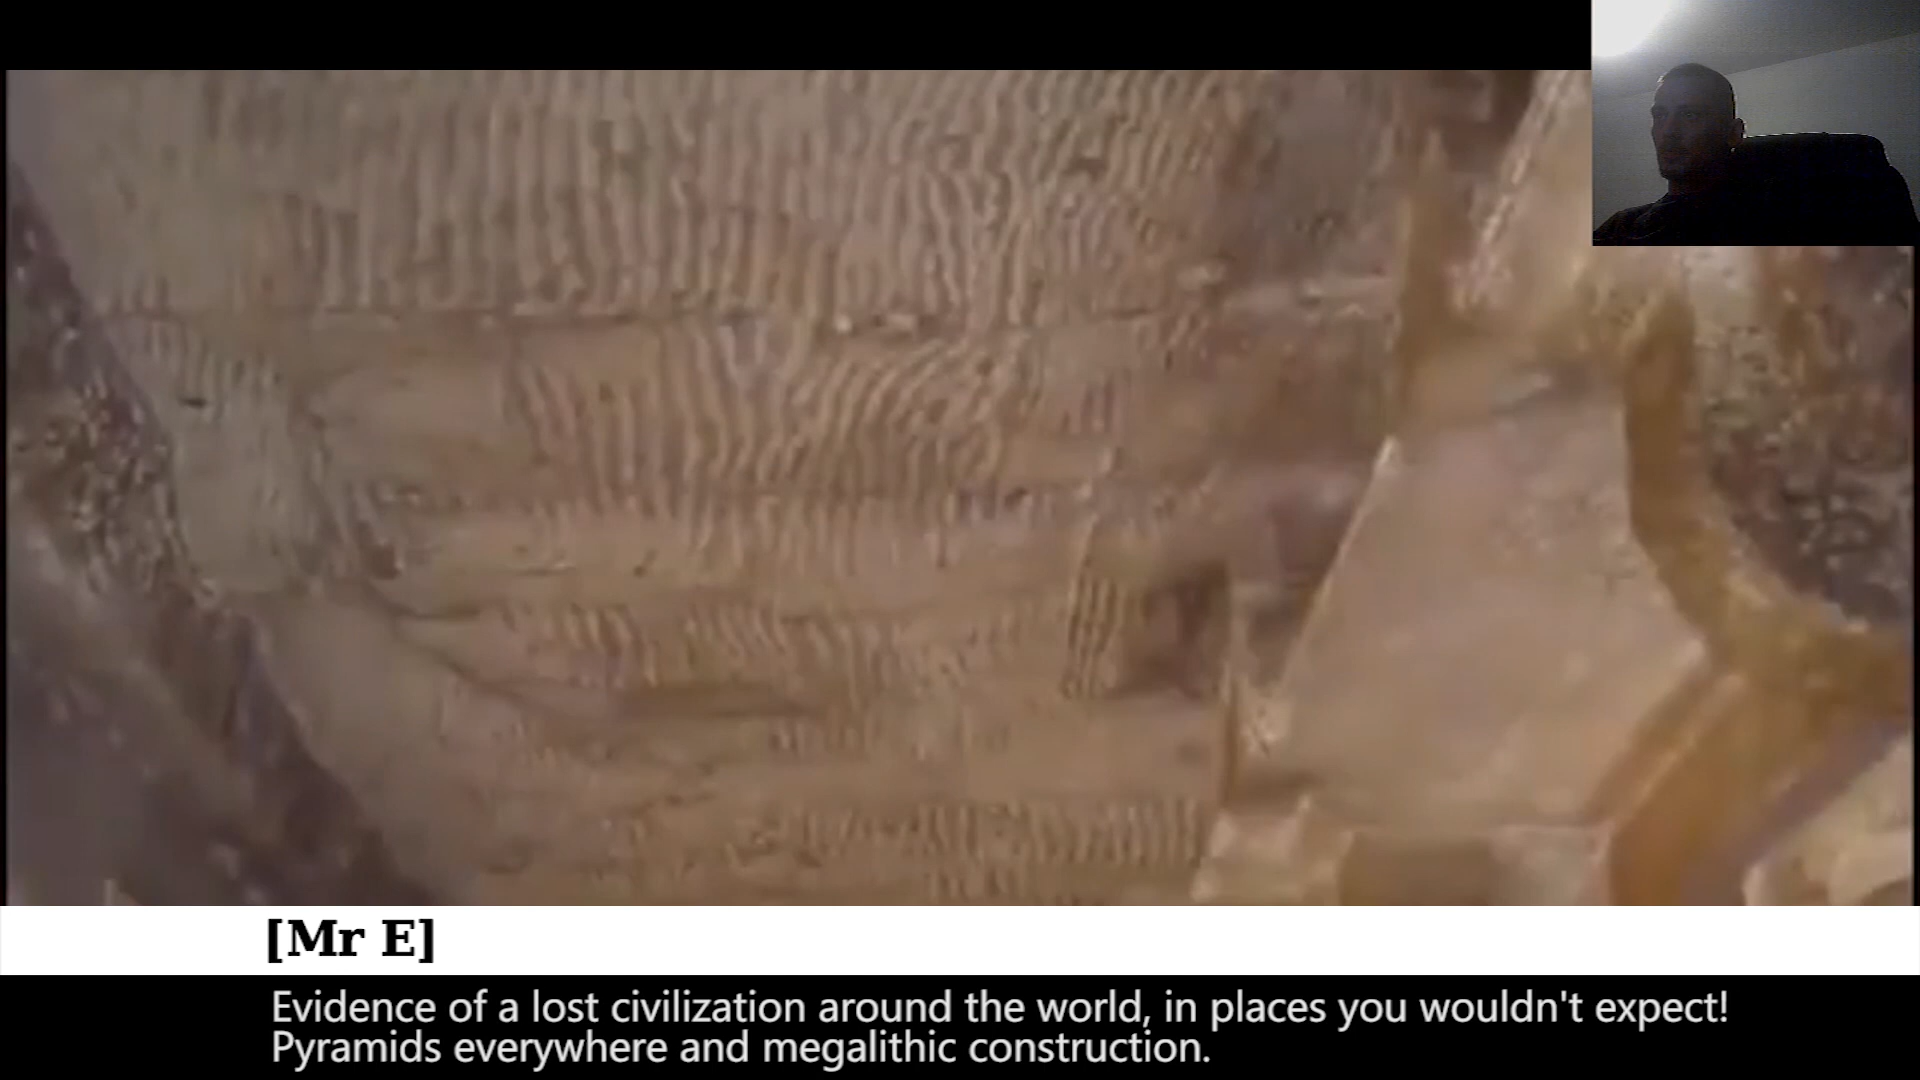 [Mr E]
Evidence of a lost civilization around the world, in places you wouldn't expect!
Pyramids everywhere and megalithic construction.